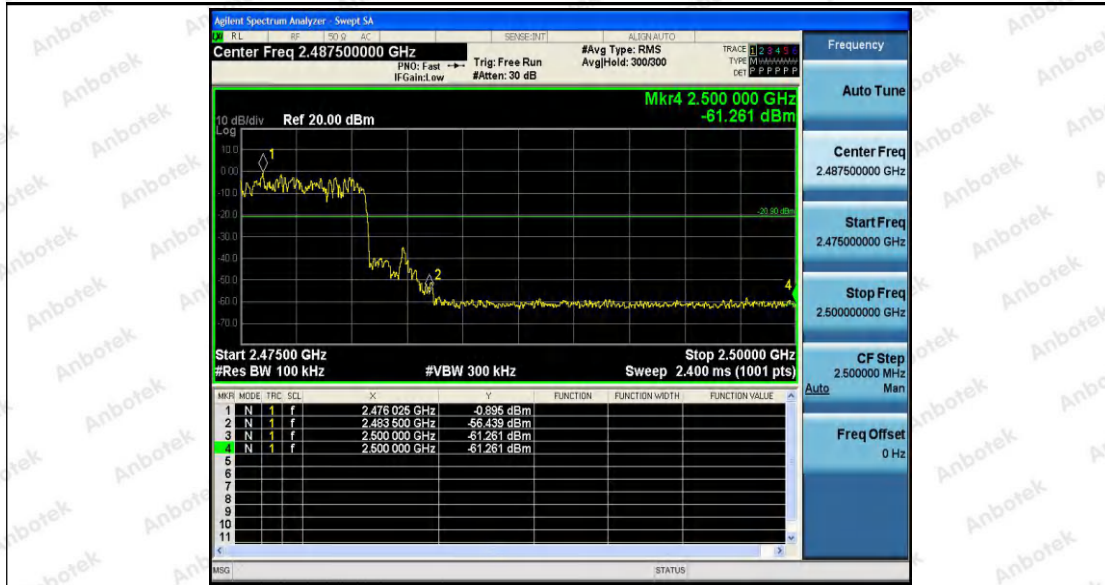 Agilent Spectrum Analyzer - Swept SA
RL RF 50 Ω AC SENSE:INT ALIGN AUTO
Center Freq 2.487500000 GHz
PNO: Fast
IFGain:Low
Trig: Free Run
#Atten: 30 dB
#Avg Type: RMS
Avg|Hold: 300/300
TRACE 1 2 3 4 5 6
TYPE M
DET P P P P P P
Mkr4 2.500 000 GHz
-61.261 dBm
10 dB/div Ref 20.00 dBm
Log
10.0
0.00
-10.0
-20.0
-30.0
-40.0
-50.0
-60.0
-70.0
1
2
4
-20.90 dBm
Start 2.47500 GHz Stop 2.50000 GHz
#Res BW 100 kHz #VBW 300 kHz Sweep 2.400 ms (1001 pts)
MKR MODE TRC SCL X Y FUNCTION FUNCTION WIDTH FUNCTION VALUE
1 N 1 f 2.476 025 GHz -0.895 dBm
2 N 1 f 2.483 500 GHz -56.439 dBm
3 N 1 f 2.500 000 GHz -61.261 dBm
4 N 1 f 2.500 000 GHz -61.261 dBm
5
6
7
8
9
10
11
MSG STATUS
Frequency
Auto Tune
Center Freq
2.487500000 GHz
Start Freq
2.475000000 GHz
Stop Freq
2.500000000 GHz
CF Step
2.500000 MHz
Auto Man
Freq Offset
0 Hz
Anbotek